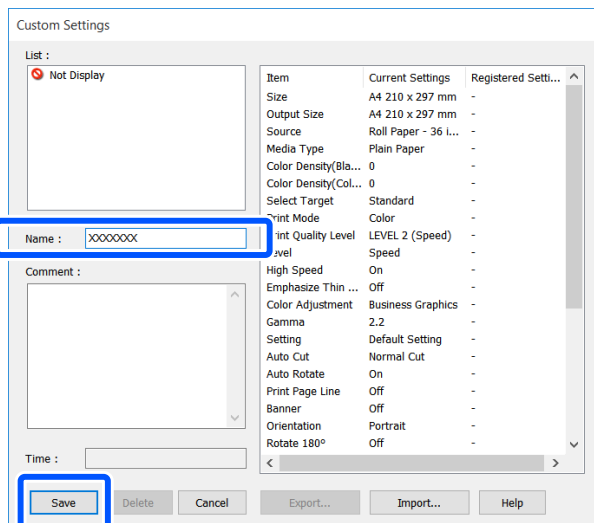 Custom Settings
List :
Not Display
Name : XXXXXXX
Comment :
Time :
Item Current Settings Registered Setti...
Size A4 210 x 297 mm -
Output Size A4 210 x 297 mm -
Source Roll Paper - 36 i... -
Media Type Plain Paper -
Color Density(Bla... 0 -
Color Density(Col... 0 -
Select Target Standard -
Print Mode Color -
Print Quality Level LEVEL 2 (Speed) -
Level Speed -
High Speed On -
Emphasize Thin ... Off -
Color Adjustment Business Graphics -
Gamma 2.2 -
Setting Default Setting -
Auto Cut Normal Cut -
Auto Rotate On -
Print Page Line Off -
Banner Off -
Orientation Portrait -
Rotate 180° Off -
Save Delete Cancel Export... Import... Help